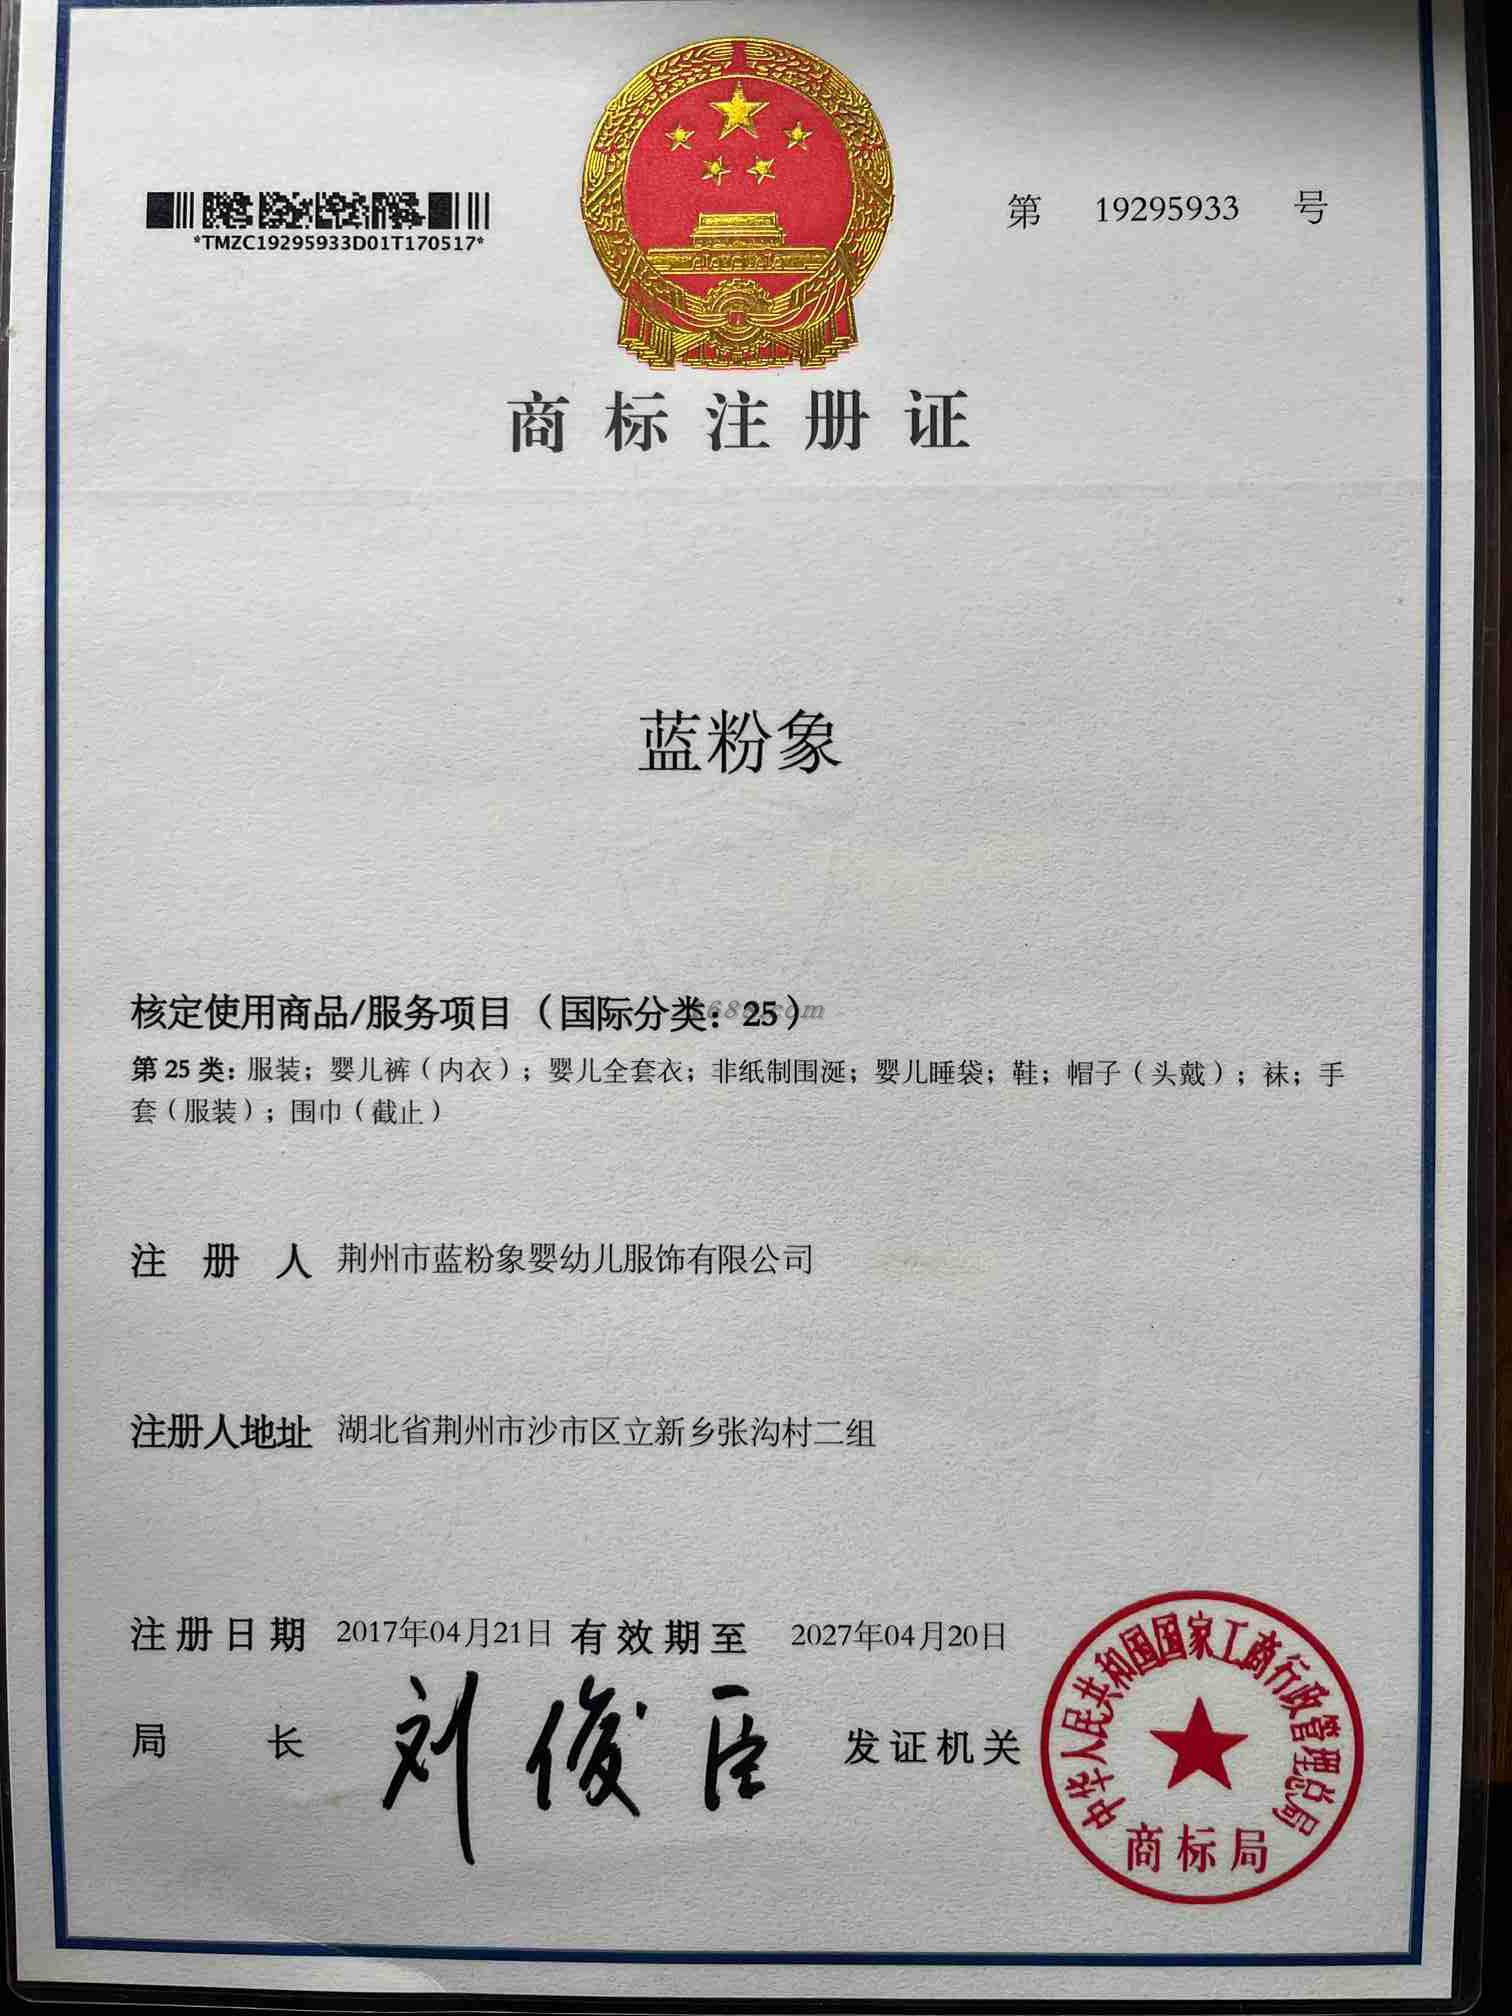 *TMZC19295933D01T170517*
第 19295933 号
商标注册证
蓝粉象
核定使用商品/服务项目（国际分类：25）
第25类：服装；婴儿裤（内衣）；婴儿全套衣；非纸制围涎；婴儿睡袋；鞋；帽子（头戴）；袜；手
套（服装）；围巾（截止）
注册人 荆州市蓝粉象婴幼儿服饰有限公司
注册人地址 湖北省荆州市沙市区立新乡张沟村二组
注册日期 2017年04月21日 有效期至 2027年04月20日
局长 刘俊臣 发证机关
中华人民共和国国家工商行政管理总局
商标局